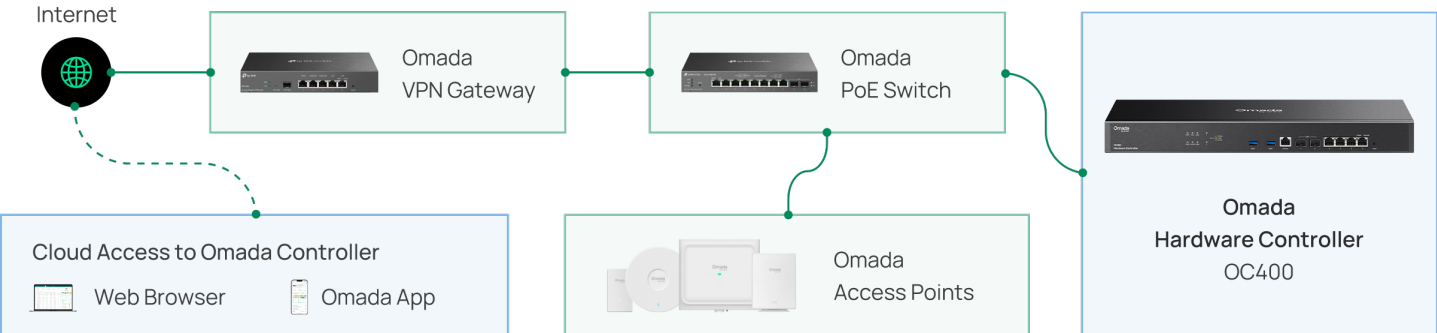 Internet
Omada
VPN Gateway
Omada
PoE Switch
Omada
Omada
Hardware Controller
OC400
Cloud Access to Omada Controller
Web Browser
Omada App
Omada
Access Points